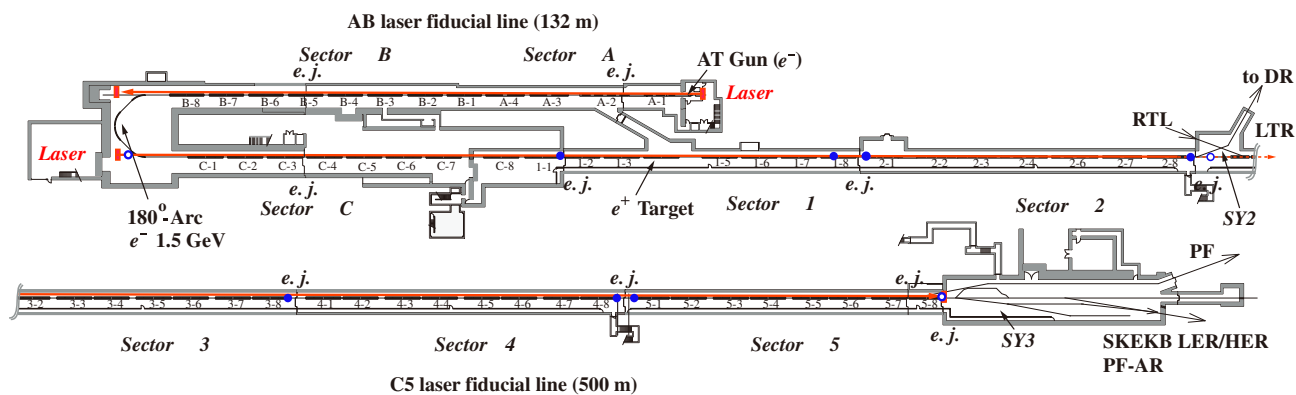 AB laser fiducial line (132 m)
Sector B
Sector A
e. j.
e. j.
AT Gun (e⁻)
Laser
B-8 B-7 B-6 B-5 B-4 B-3 B-2 B-1 A-4 A-3 A-2 A-1
to DR
RTL
LTR
Laser
C-1 C-2 C-3 C-4 C-5 C-6 C-7 C-8 1-1 1-2 1-3 1-5 1-6 1-7 1-8 2-1 2-2 2-3 2-4 2-6 2-7 2-8
e. j.
e. j.
e. j.
e. j.
180°-Arc
e⁻ 1.5 GeV
Sector C
e⁺ Target
Sector 1
Sector 2
SY2
PF
e. j.
e. j.
e. j.
3-2 3-3 3-4 3-5 3-6 3-7 3-8 4-1 4-2 4-3 4-4 4-5 4-6 4-7 4-8 5-1 5-2 5-3 5-4 5-5 5-6 5-7 5-8
e. j.
Sector 3
Sector 4
Sector 5
SY3
SKEKB LER/HER
PF-AR
C5 laser fiducial line (500 m)